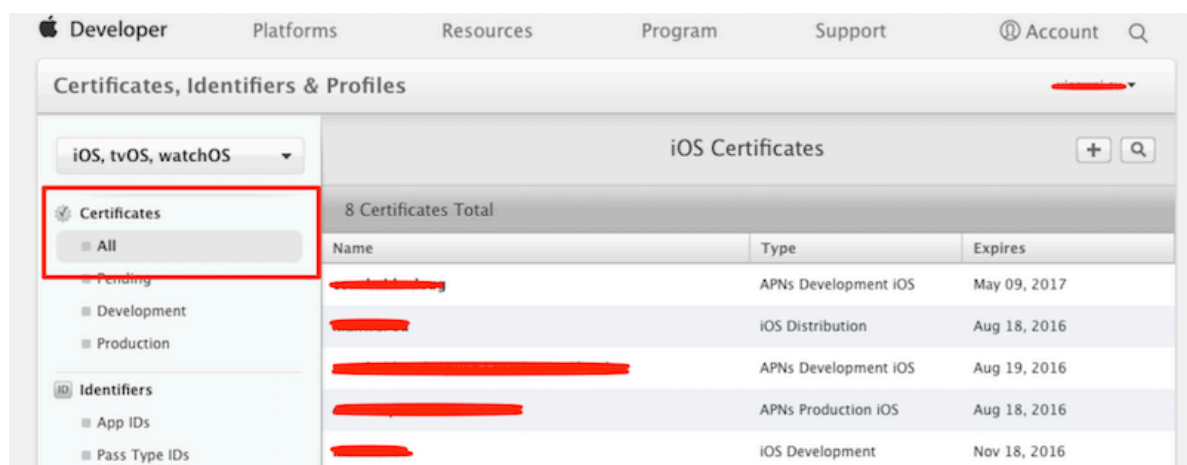 Developer Platforms Resources Program Support Account
Certificates, Identifiers & Profiles
iOS, tvOS, watchOS
iOS Certificates
Certificates
All
Pending
Development
Production
ID Identifiers
App IDs
Pass Type IDs
8 Certificates Total
Name Type Expires
APNs Development iOS May 09, 2017
iOS Distribution Aug 18, 2016
APNs Development iOS Aug 19, 2016
APNs Production iOS Aug 18, 2016
iOS Development Nov 18, 2016